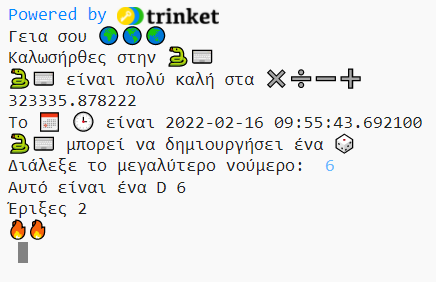 Powered by trinket
Γεια σου 🌍🌎🌏
Καλωσήρθες στην 🐍⌨️
🐍⌨️ είναι πολύ καλή στα ✖➗➖➕
323335.878222
Το 📅 🕒 είναι 2022-02-16 09:55:43.692100
🐍⌨️ μπορεί να δημιουργήσει ένα 🎲
Διάλεξε το μεγαλύτερο νούμερο: 6
Αυτό είναι ένα D 6
Έριξες 2
🔥🔥